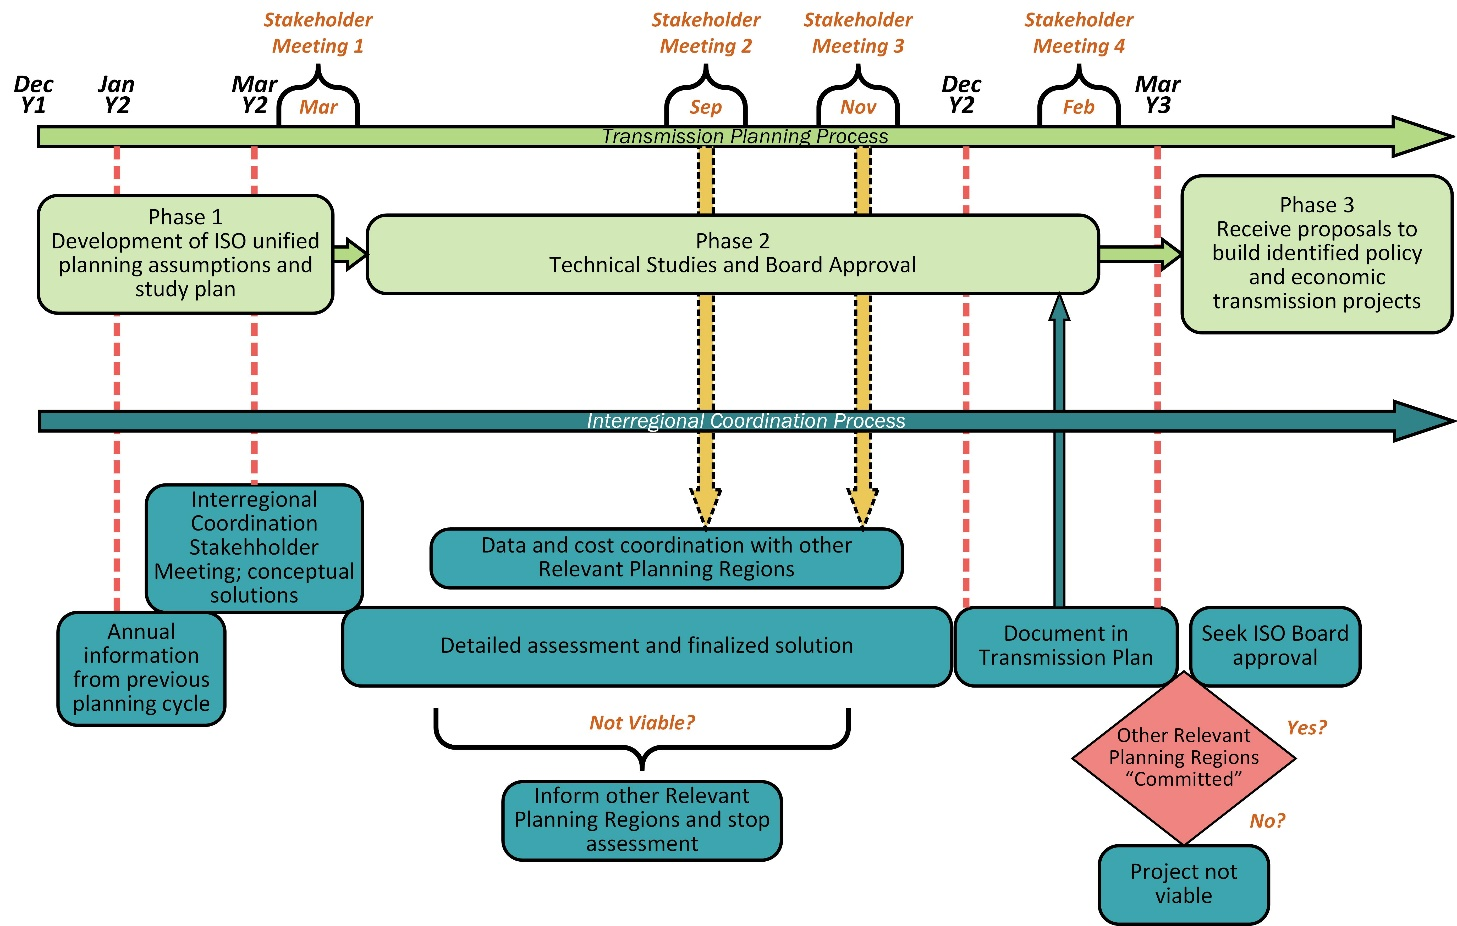 Stakeholder
Meeting 1
Stakeholder
Meeting 2
Stakeholder
Meeting 3
Stakeholder
Meeting 4
Dec
Y1
Jan
Y2
Mar
Y2
Mar
Sep
Nov
Dec
Y2
Feb
Mar
Y3
Transmission Planning Process
Phase 1
Development of ISO unified
planning assumptions and
study plan
Phase 2
Technical Studies and Board Approval
Phase 3
Receive proposals to
build identified policy
and economic
transmission projects
Interregional Coordination Process
Interregional
Coordination
Stakehholder
Meeting; conceptual
solutions
Data and cost coordination with other
Relevant Planning Regions
Annual
information
from previous
planning cycle
Detailed assessment and finalized solution
Document in
Transmission Plan
Seek ISO Board
approval
Not Viable?
Other Relevant
Planning Regions
“Committed”
Yes?
Inform other Relevant
Planning Regions and stop
assessment
No?
Project not
viable